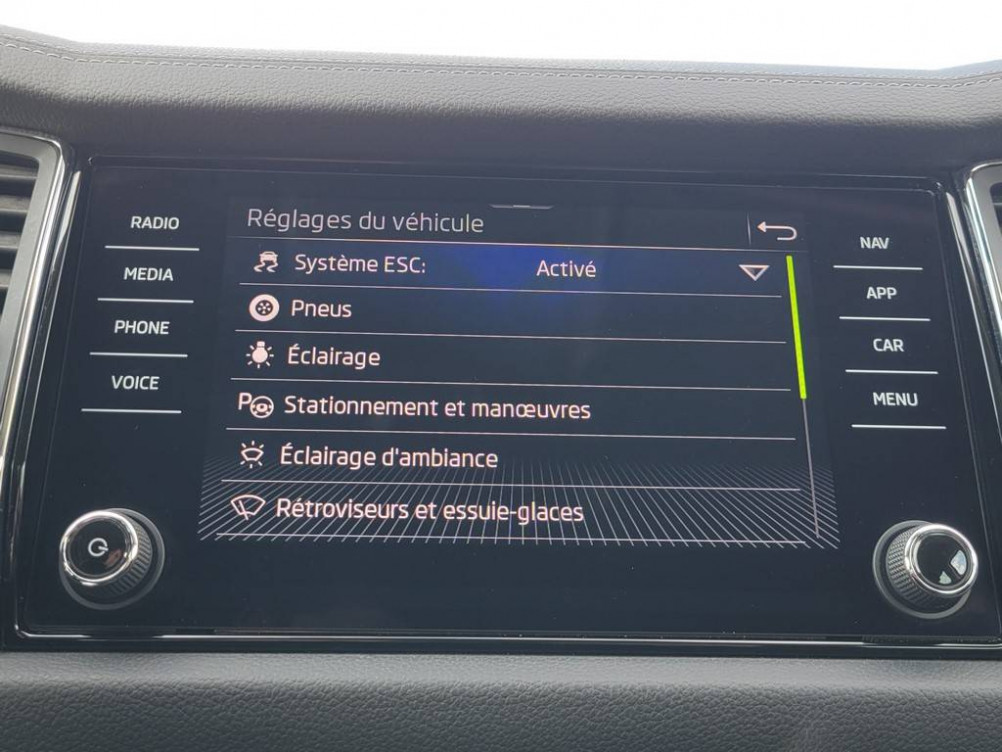 Réglages du véhicule
RADIO
MEDIA
PHONE
VOICE
Système ESC: Activé
Pneus
Éclairage
Stationnement et manœuvres
Éclairage d'ambiance
Rétroviseurs et essuie-glaces
NAV
APP
CAR
MENU